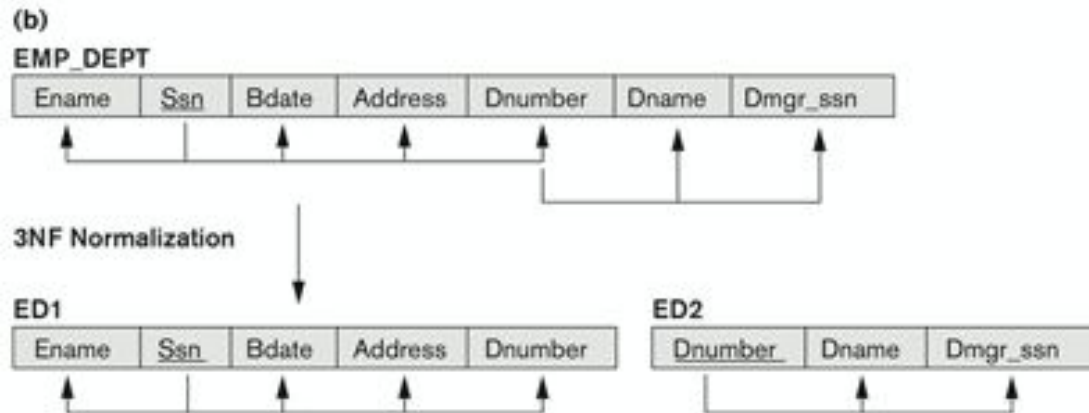 (b)
EMP_DEPT
Ename Ssn Bdate Address Dnumber Dname Dmgr_ssn
3NF Normalization
ED1
Ename Ssn Bdate Address Dnumber
ED2
Dnumber Dname Dmgr_ssn